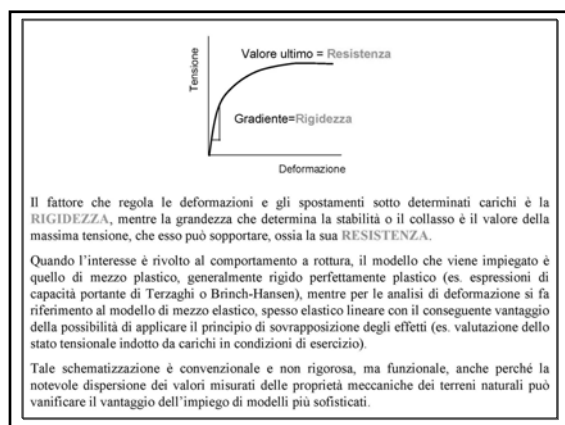 Valore ultimo = Resistenza
Tensione
Gradiente=Rigidezza
Deformazione
Il fattore che regola le deformazioni e gli spostamenti sotto determinati carichi è la
RIGIDEZZA, mentre la grandezza che determina la stabilità o il collasso è il valore della
massima tensione, che esso può sopportare, ossia la sua RESISTENZA.
Quando l'interesse è rivolto al comportamento a rottura, il modello che viene impiegato è
quello di mezzo plastico, generalmente rigido perfettamente plastico (es. espressioni di
capacità portante di Terzaghi o Brinch-Hansen), mentre per le analisi di deformazione si fa
riferimento al modello di mezzo elastico, spesso elastico lineare con il conseguente vantaggio
della possibilità di applicare il principio di sovrapposizione degli effetti (es. valutazione dello
stato tensionale indotto da carichi in condizioni di esercizio).
Tale schematizzazione è convenzionale e non rigorosa, ma funzionale, anche perché la
notevole dispersione dei valori misurati delle proprietà meccaniche dei terreni naturali può
vanificare il vantaggio dell'impiego di modelli più sofisticati.